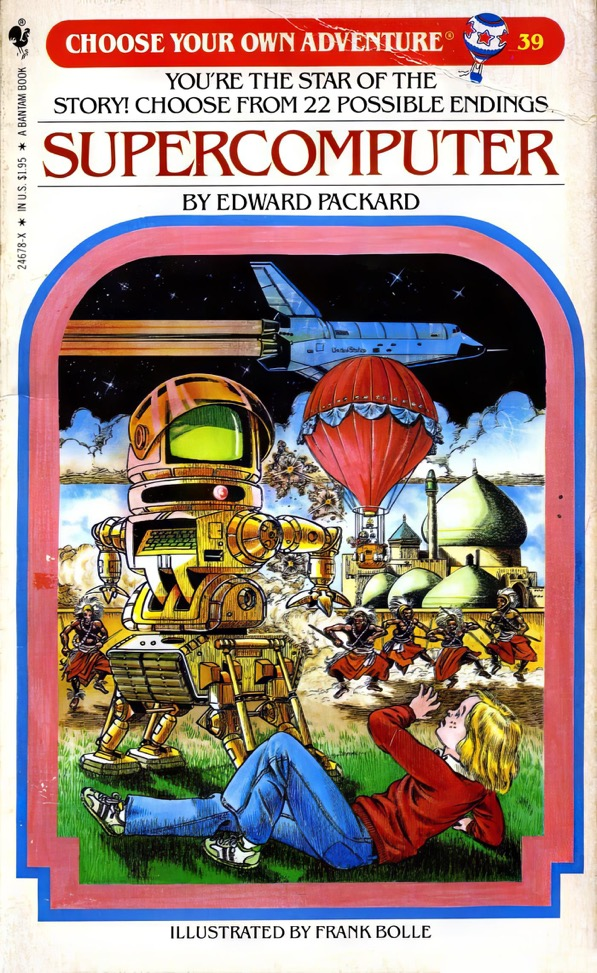 CHOOSE YOUR OWN ADVENTURE® 39
YOU'RE THE STAR OF THE
STORY! CHOOSE FROM 22 POSSIBLE ENDINGS.
SUPERCOMPUTER
BY EDWARD PACKARD
24678-X ★ IN U.S. $1.95 ★ A BANTAM BOOK
United States
ILLUSTRATED BY FRANK BOLLE